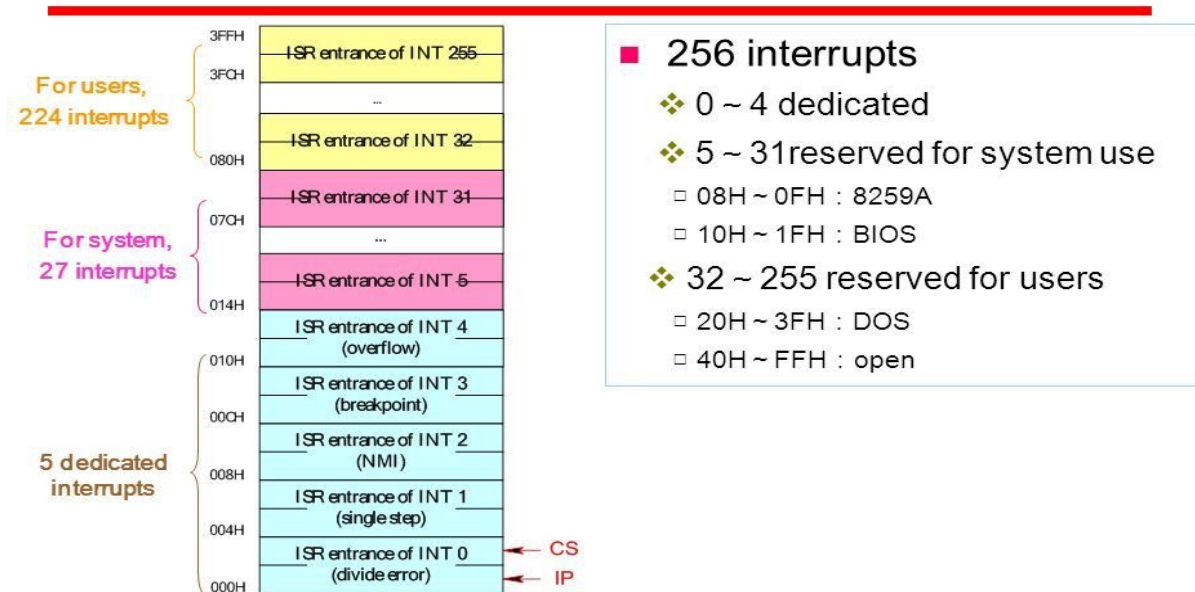 3FFH
ISR entrance of INT 255
3FCH
For users,
224 interrupts
...
ISR entrance of INT 32
080H
ISR entrance of INT 31
07CH
For system,
27 interrupts
...
ISR entrance of INT 5
014H
ISR entrance of INT 4
(overflow)
010H
ISR entrance of INT 3
(breakpoint)
00CH
5 dedicated
interrupts
ISR entrance of INT 2
(NMI)
008H
ISR entrance of INT 1
(single step)
004H
ISR entrance of INT 0
(divide error)
000H
CS
IP
256 interrupts
0 ~ 4 dedicated
5 ~ 31reserved for system use
08H ~ 0FH : 8259A
10H ~ 1FH : BIOS
32 ~ 255 reserved for users
20H ~ 3FH : DOS
40H ~ FFH : open